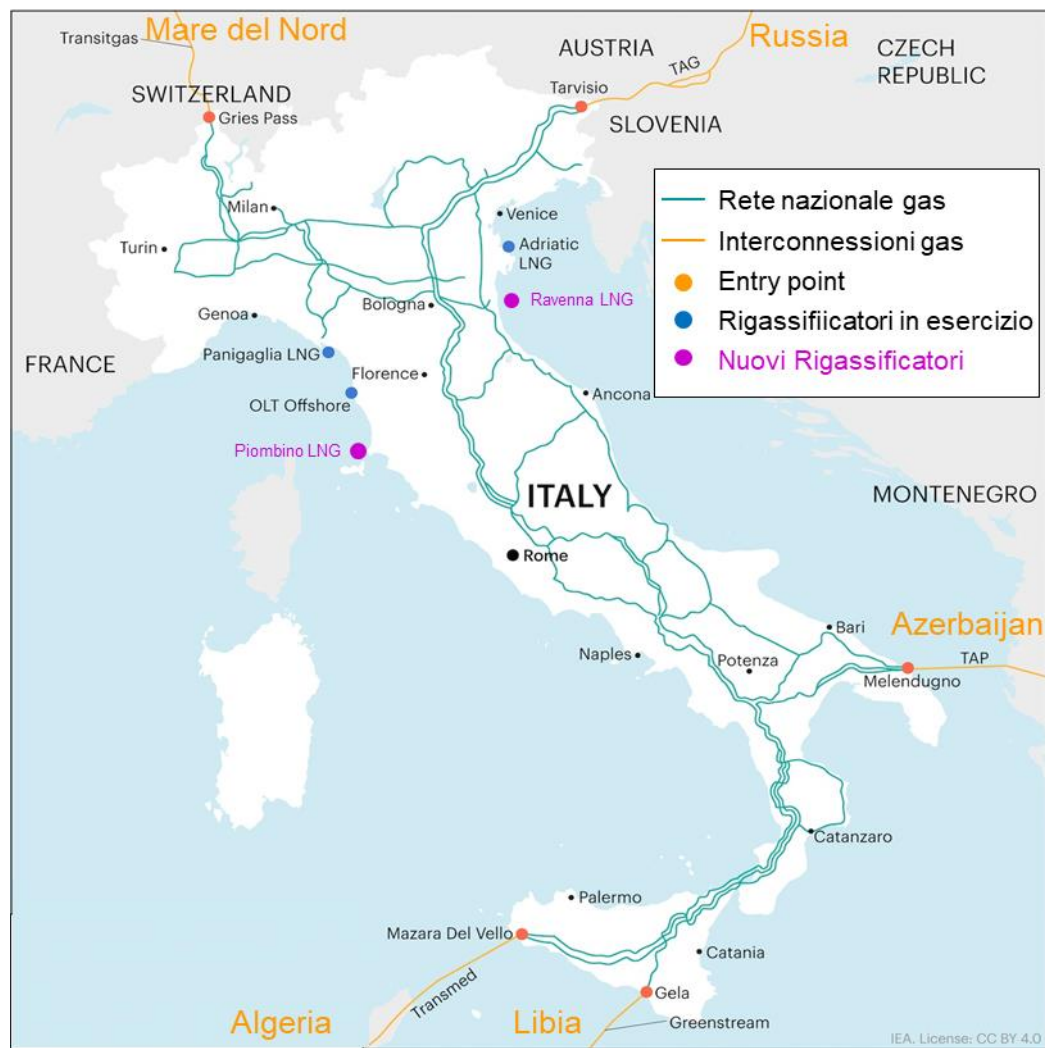 Mare del Nord
Transitgas
AUSTRIA
Russia
CZECH
REPUBLIC
TAG
SWITZERLAND
Tarvisio
Gries Pass
SLOVENIA
Rete nazionale gas
Interconnessioni gas
Entry point
Rigassifiicatori in esercizio
Nuovi Rigassificatori
Milan
Venice
Turin
Adriatic
LNG
Ravenna LNG
Bologna
Genoa
Panigaglia LNG
FRANCE
Florence
OLT Offshore
Ancona
Piombino LNG
ITALY
MONTENEGRO
Rome
Bari
Azerbaijan
Naples
Potenza
TAP
Melendugno
Catanzaro
Palermo
Mazara Del Vello
Catania
Transmed
Gela
Algeria
Libia
Greenstream
IEA. License: CC BY 4.0